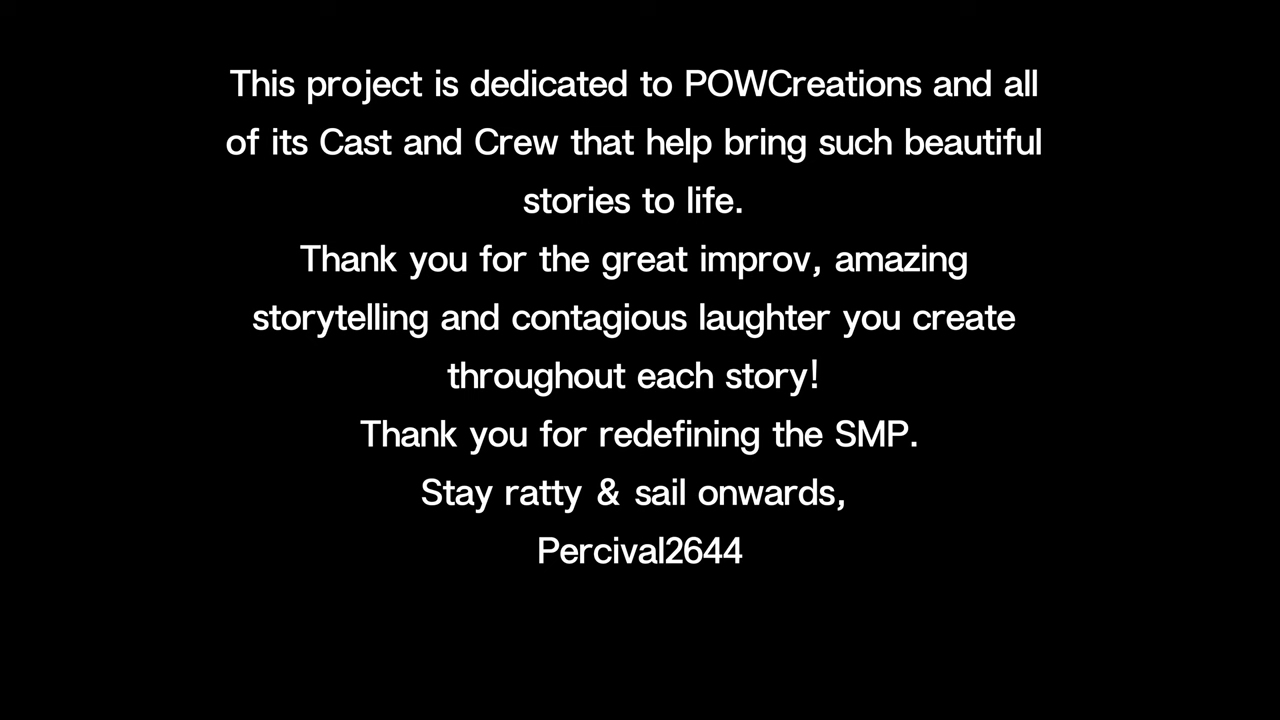 This project is dedicated to POWCreations and all
of its Cast and Crew that help bring such beautiful
stories to life.
Thank you for the great improv, amazing
storytelling and contagious laughter you create
throughout each story!
Thank you for redefining the SMP.
Stay ratty & sail onwards,
Percival2644